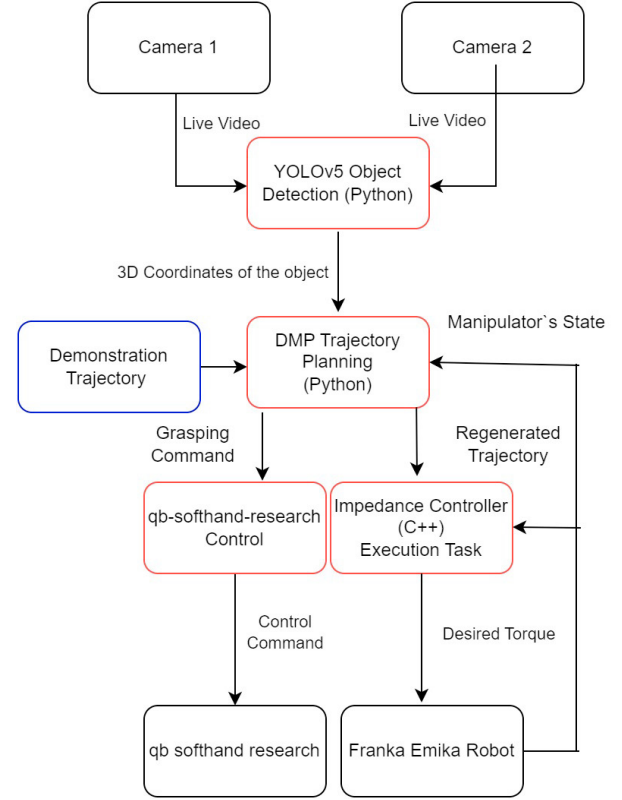 Camera 1
Camera 2
Live Video
Live Video
YOLOv5 Object
Detection (Python)
3D Coordinates of the object
Manipulator`s State
Demonstration
Trajectory
DMP Trajectory
Planning
(Python)
Grasping
Command
Regenerated
Trajectory
qb-softhand-research
Control
Impedance Controller
(C++)
Execution Task
Control
Command
Desired Torque
qb softhand research
Franka Emika Robot